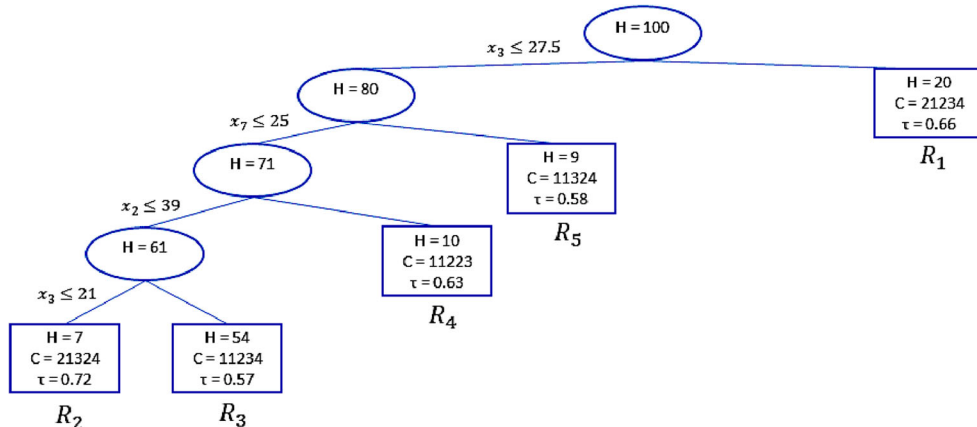 H = 100
x₃ ≤ 27.5
H = 80
H = 20
C = 21234
τ = 0.66
R₁
x₇ ≤ 25
H = 71
H = 9
C = 11324
τ = 0.58
R₅
x₂ ≤ 39
H = 61
H = 10
C = 11223
τ = 0.63
R₄
x₃ ≤ 21
H = 7
C = 21324
τ = 0.72
R₂
H = 54
C = 11234
τ = 0.57
R₃